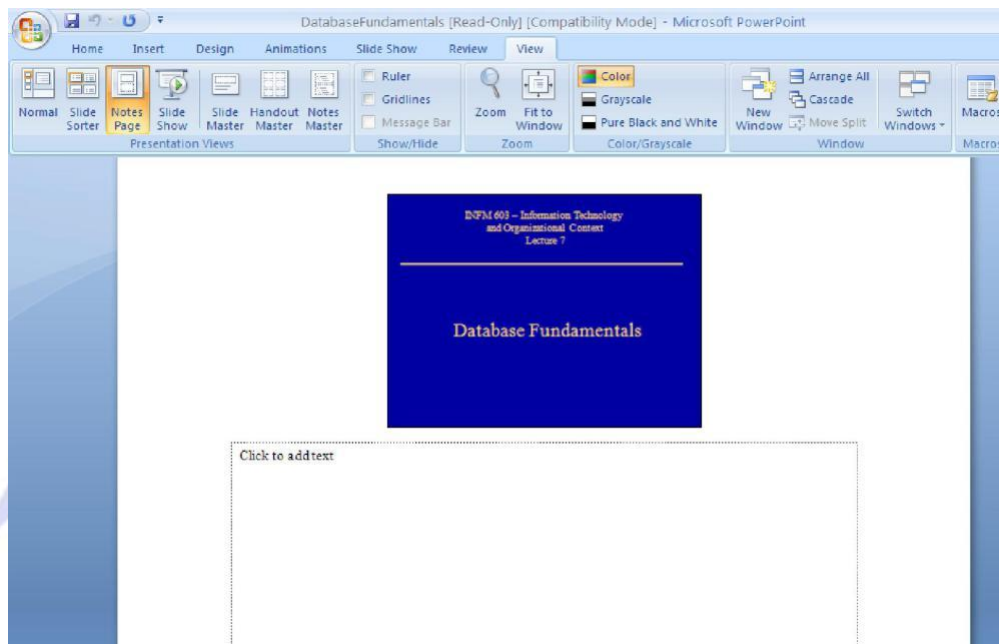 DatabaseFundamentals [Read-Only] [Compatibility Mode] - Microsoft PowerPoint
Home Insert Design Animations Slide Show Review View
Normal
Slide Sorter
Notes Page
Slide Show
Slide Master
Handout Master
Notes Master
Presentation Views
Ruler
Gridlines
Message Bar
Show/Hide
Zoom
Fit to Window
Zoom
Color
Grayscale
Pure Black and White
Color/Grayscale
New Window
Arrange All
Cascade
Move Split
Switch Windows
Window
Macros
Macros
INFM 603 – Information Technology
and Organizational Context
Lecture 7
Database Fundamentals
Click to add text